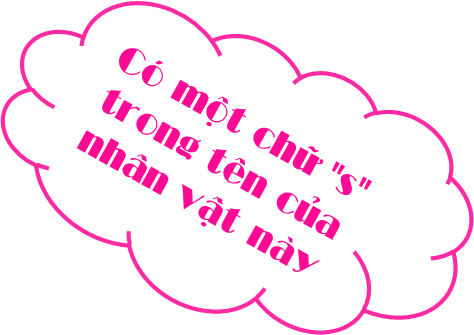 Có một chữ "s"
trong tên của
nhân vật này